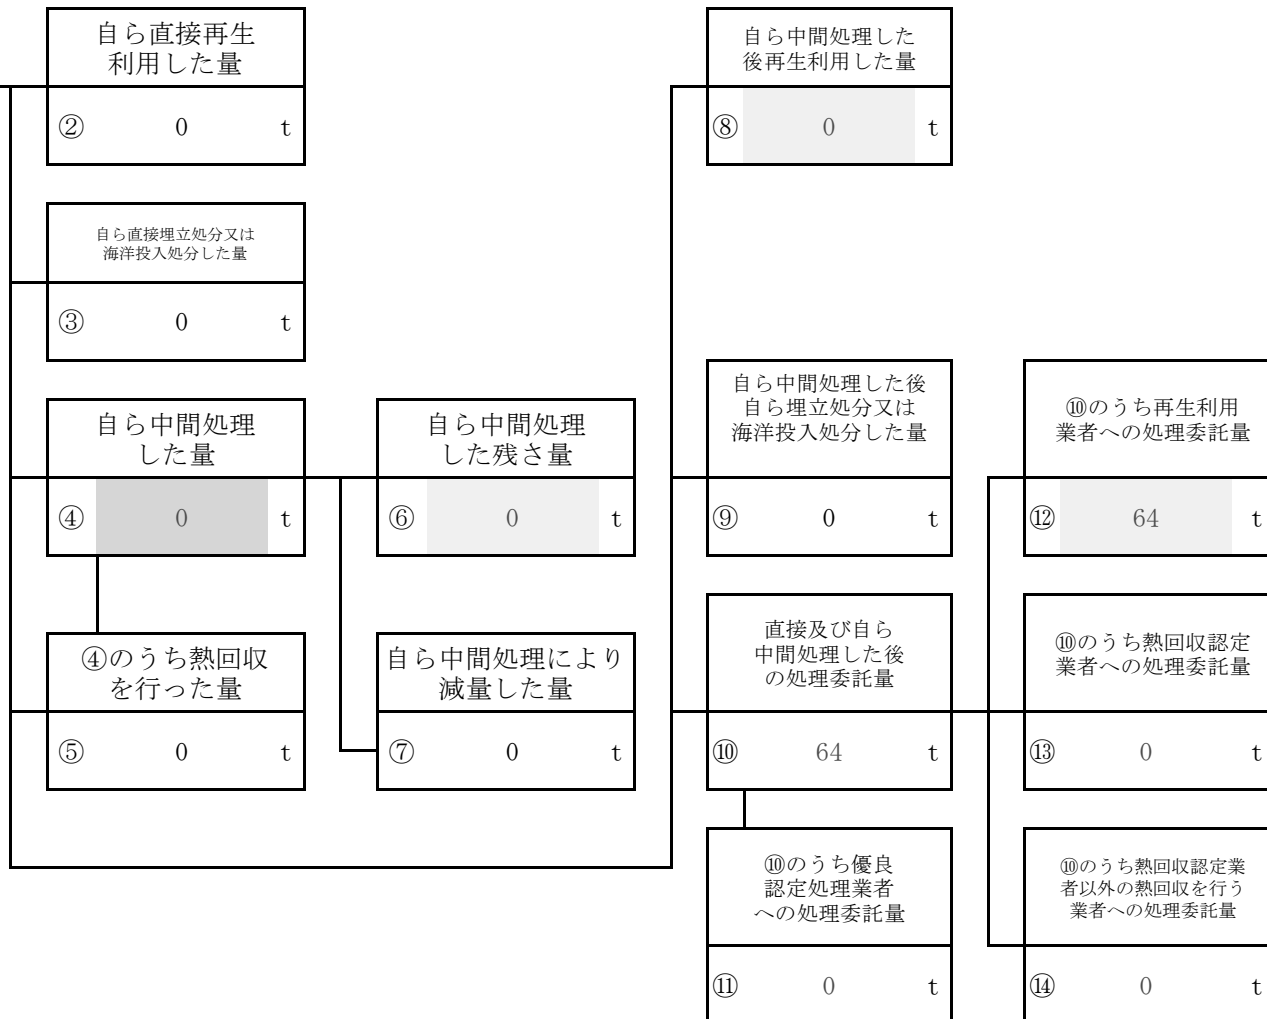 自ら直接再生
利用した量
② 0 t
自ら直接埋立処分又は
海洋投入処分した量
③ 0 t
自ら中間処理
した量
④ 0 t
④のうち熱回収
を行った量
⑤ 0 t
自ら中間処理
した残さ量
⑥ 0 t
自ら中間処理により
減量した量
⑦ 0 t
自ら中間処理した
後再生利用した量
⑧ 0 t
自ら中間処理した後
自ら埋立処分又は
海洋投入処分した量
⑨ 0 t
直接及び自ら
中間処理した後
の処理委託量
⑩ 64 t
⑩のうち優良
認定処理業者
への処理委託量
⑪ 0 t
⑩のうち再生利用
業者への処理委託量
⑫ 64 t
⑩のうち熱回収認定
業者への処理委託量
⑬ 0 t
⑩のうち熱回収認定業
者以外の熱回収を行う
業者への処理委託量
⑭ 0 t